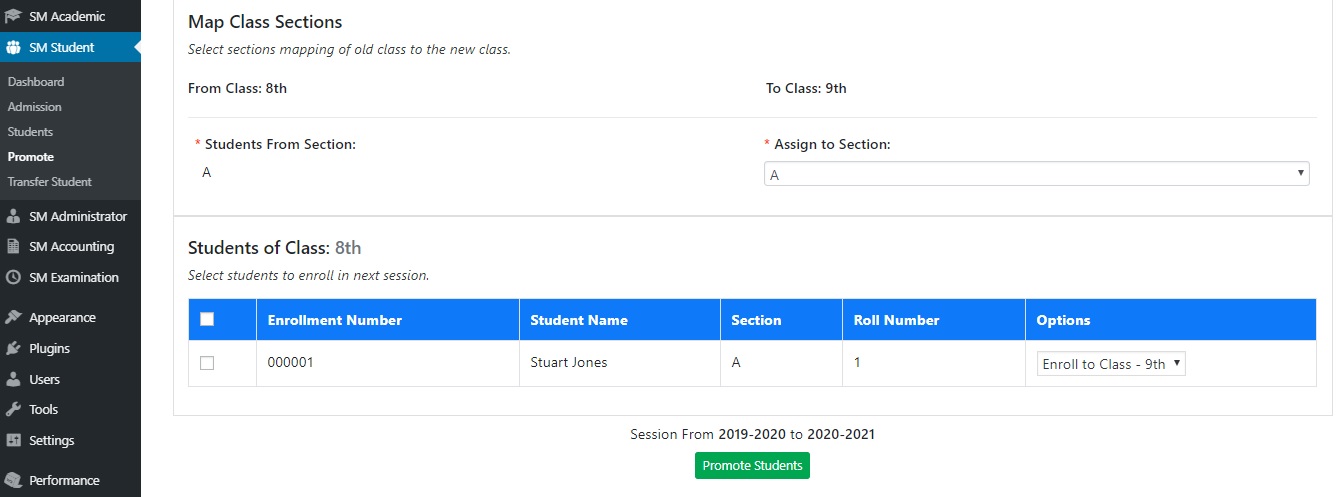 SM Academic
SM Student
Dashboard
Admission
Students
Promote
Transfer Student
SM Administrator
SM Accounting
SM Examination
Appearance
Plugins
Users
Tools
Settings
Performance
Map Class Sections
Select sections mapping of old class to the new class.
From Class: 8th To Class: 9th
* Students From Section: * Assign to Section:
A A
Students of Class: 8th
Select students to enroll in next session.
Enrollment Number Student Name Section Roll Number Options
000001 Stuart Jones A 1 Enroll to Class - 9th
Session From 2019-2020 to 2020-2021
Promote Students